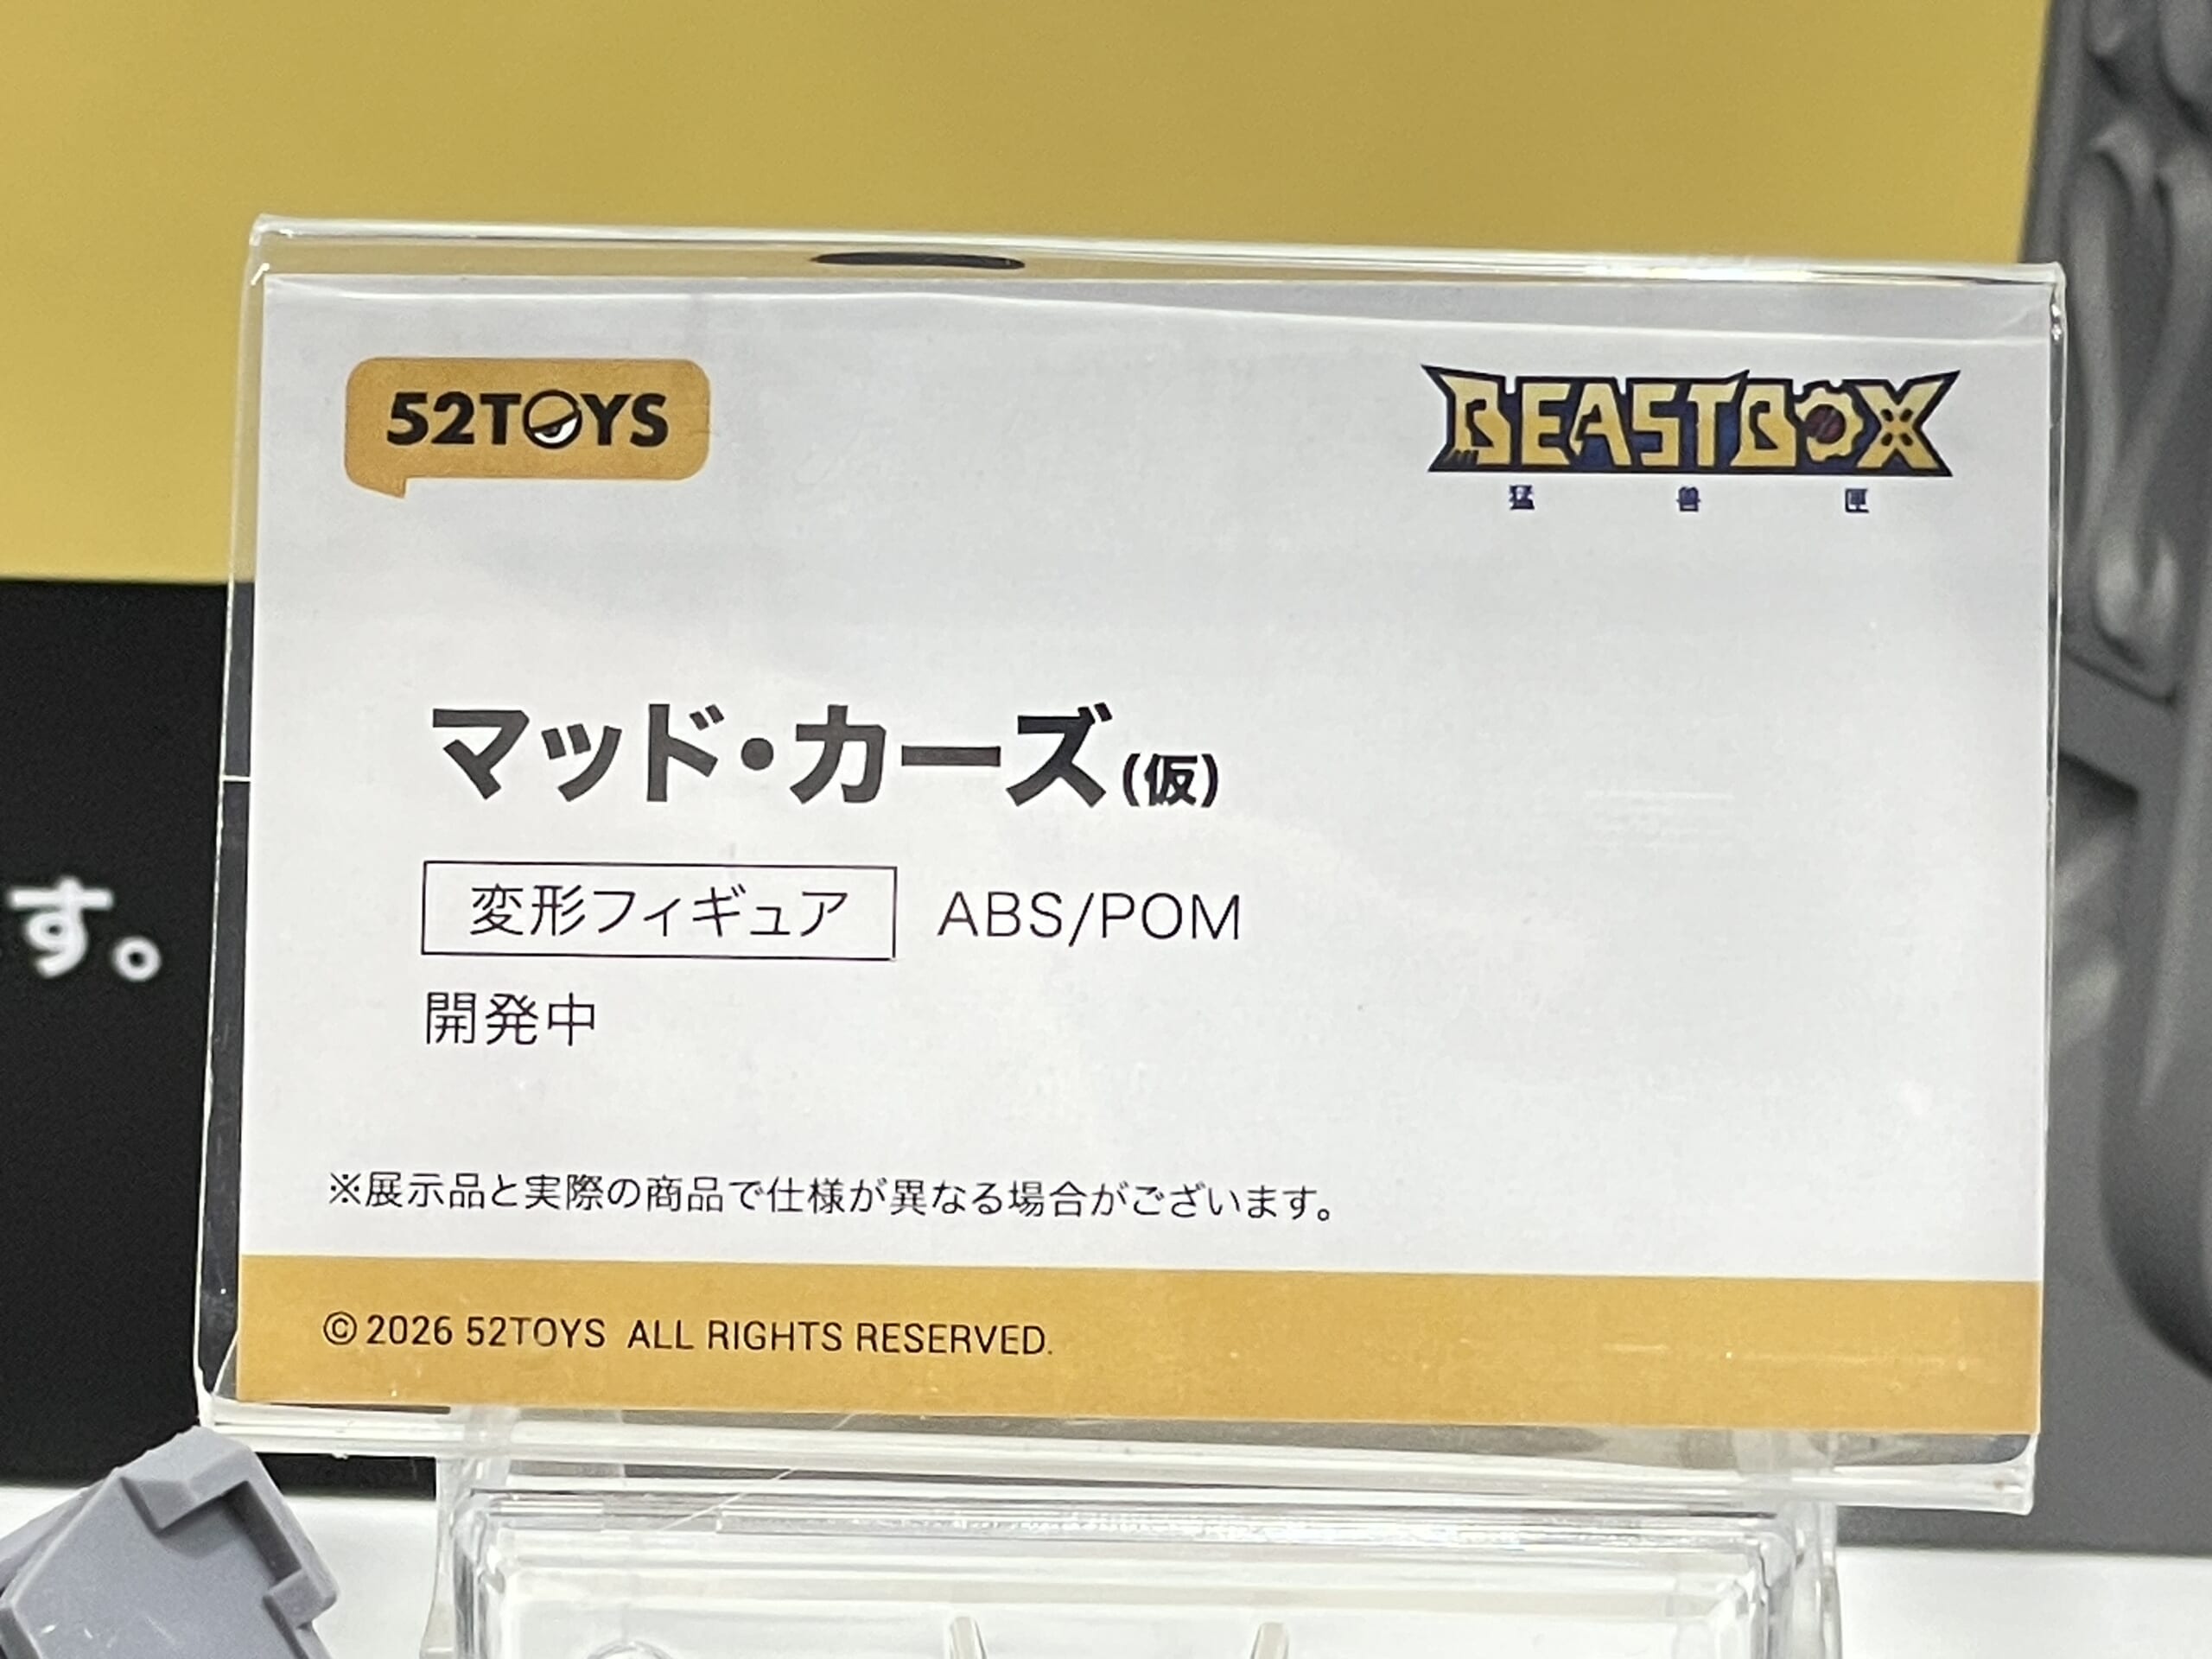 52TOYS
BEASTBOX
猛兽匣
マッド・カーズ(仮)
変形フィギュア ABS/POM
開発中
す。
※展示品と実際の商品で仕様が異なる場合がございます。
© 2026 52TOYS ALL RIGHTS RESERVED.